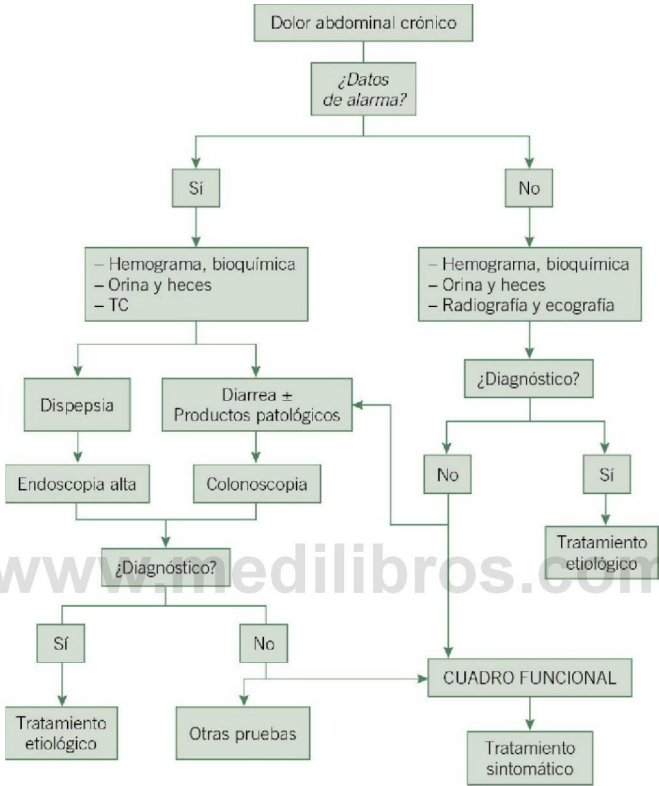 Dolor abdominal crónico
¿Datos
de alarma?
Sí
No
– Hemograma, bioquímica
– Orina y heces
– TC
– Hemograma, bioquímica
– Orina y heces
– Radiografía y ecografía
¿Diagnóstico?
Dispepsia
Diarrea ±
Productos patológicos
No
Sí
Endoscopia alta
Colonoscopia
Tratamiento
etiológico
www.medilibros.com
¿Diagnóstico?
Sí
No
CUADRO FUNCIONAL
Tratamiento
etiológico
Otras pruebas
Tratamiento
sintomático